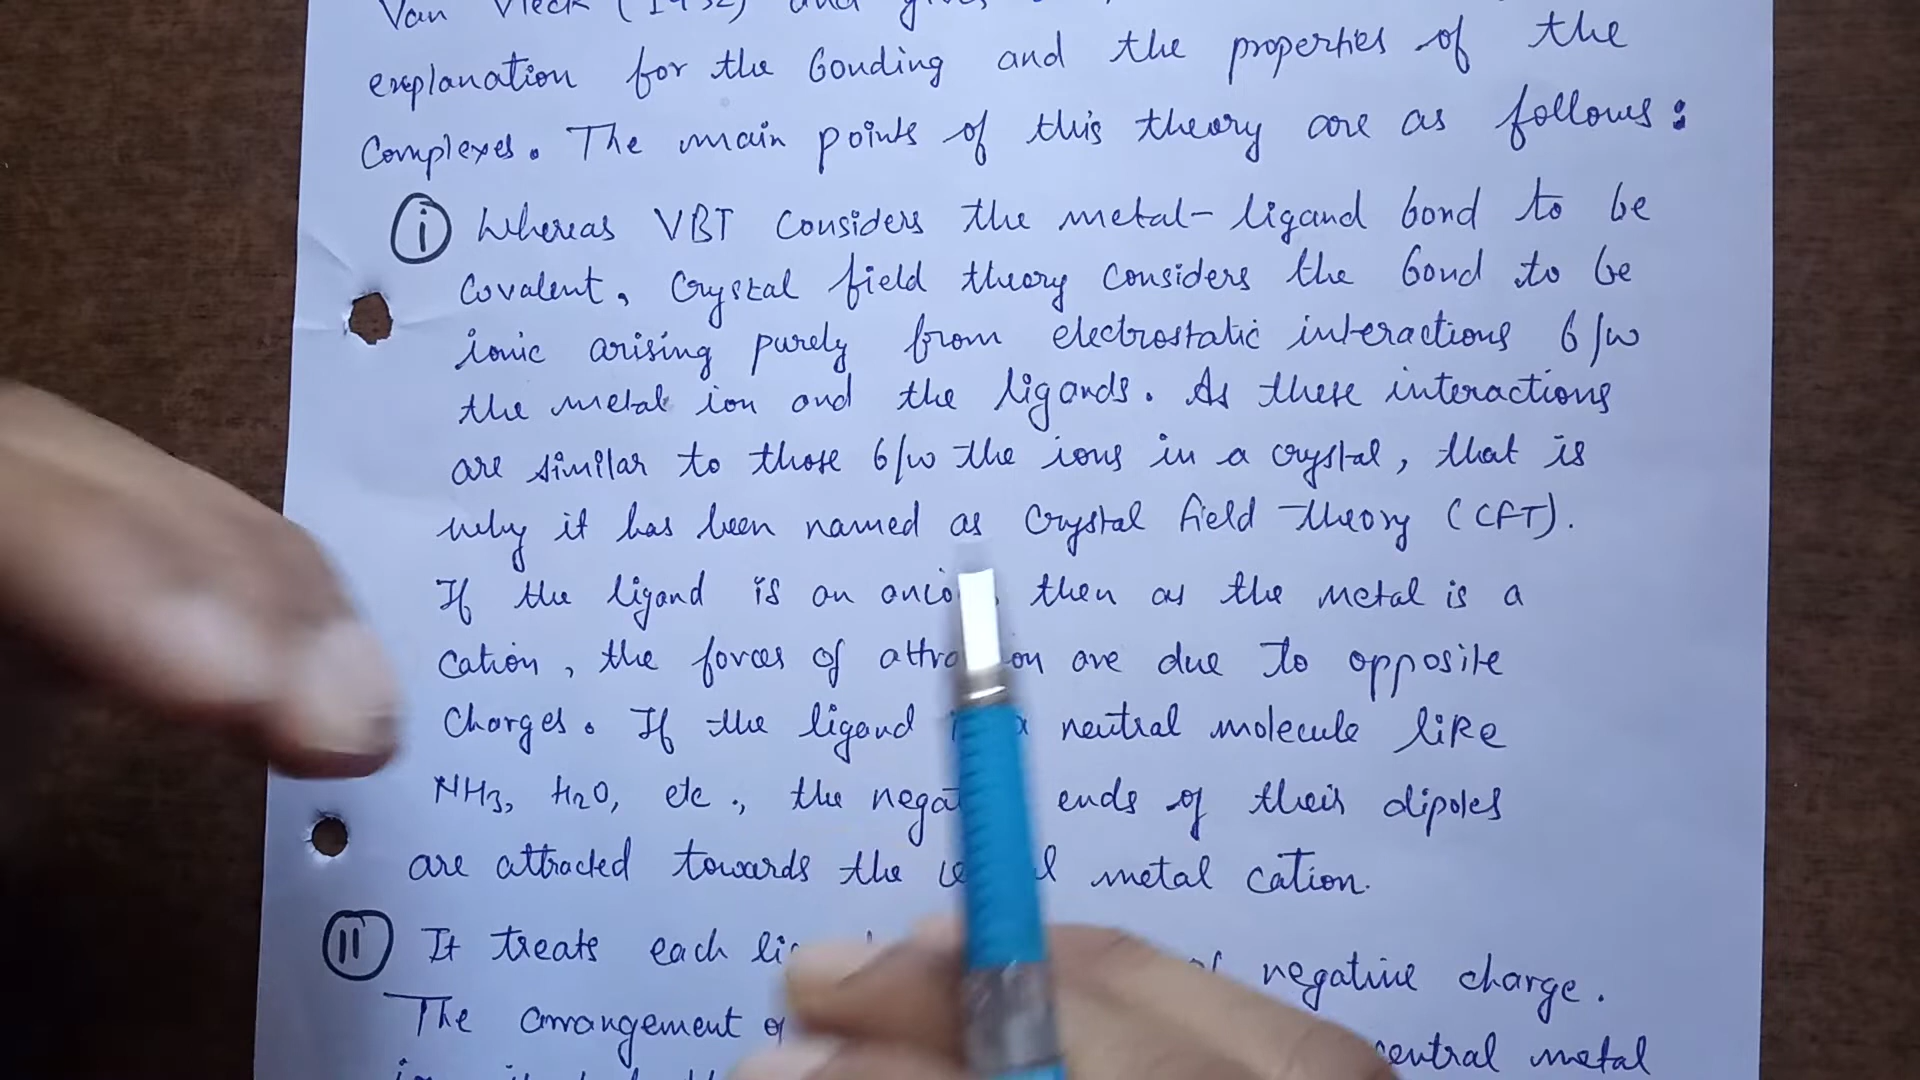 Van Vleck (1932) and gives
explanation for the bonding and the properties of the
Complexes. The main points of this theory are as follows:
(i) Whereas VBT Considers the metal-ligand bond to be
Covalent, Crystal field theory Considers the bond to be
ionic arising purely from electrostatic interactions b/w
the metal ion and the ligands. As these interactions
are similar to those b/w the ions in a crystal, that is
why it has been named as Crystal field theory (CFT).
If the ligand is an then as the metal is a
Cation, the forces of are due to opposite
Charges. If the ligand a neutral molecule like
NH3, H2O, etc., the ends of their dipoles
are attracted towards the metal cation.
(II) It treats each negative charge.
The arrangement central metal